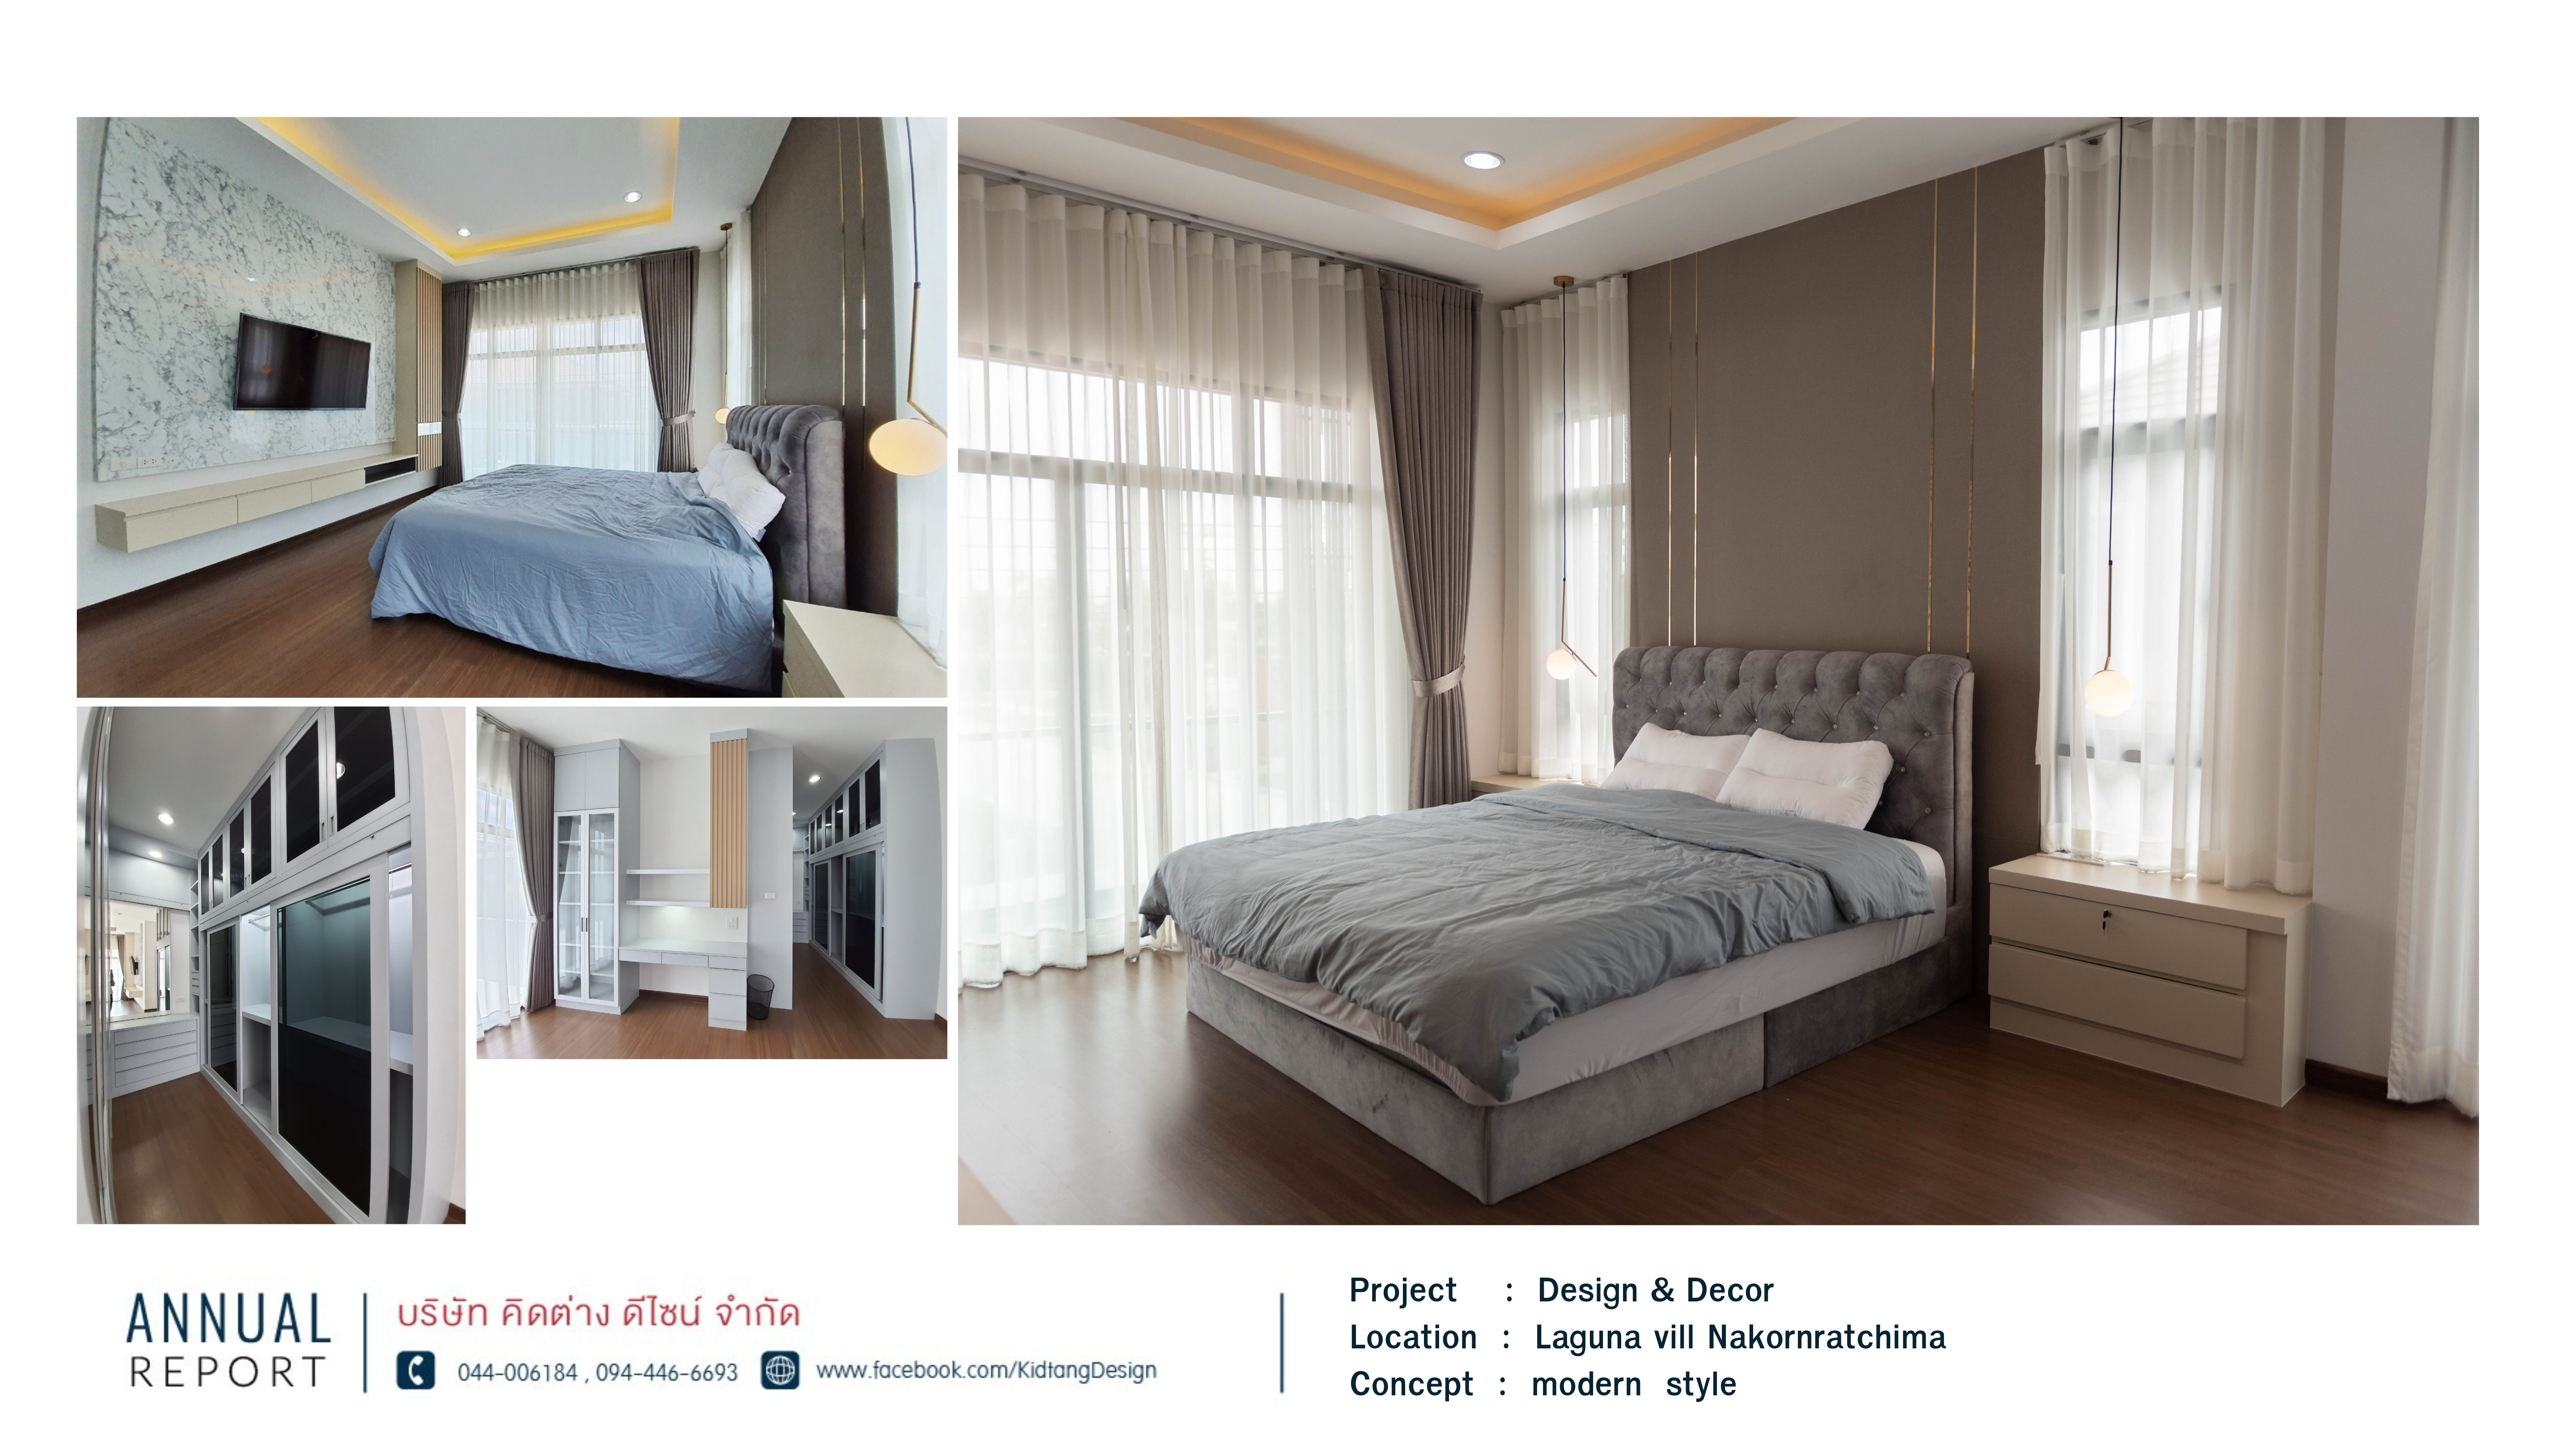 ANNUAL
REPORT
บริษัท คิดต่าง ดีไซน์ จำกัด
044-006184 , 094-446-6693 www.facebook.com/KidtangDesign
Project : Design & Decor
Location : Laguna vill Nakornratchima
Concept : modern style